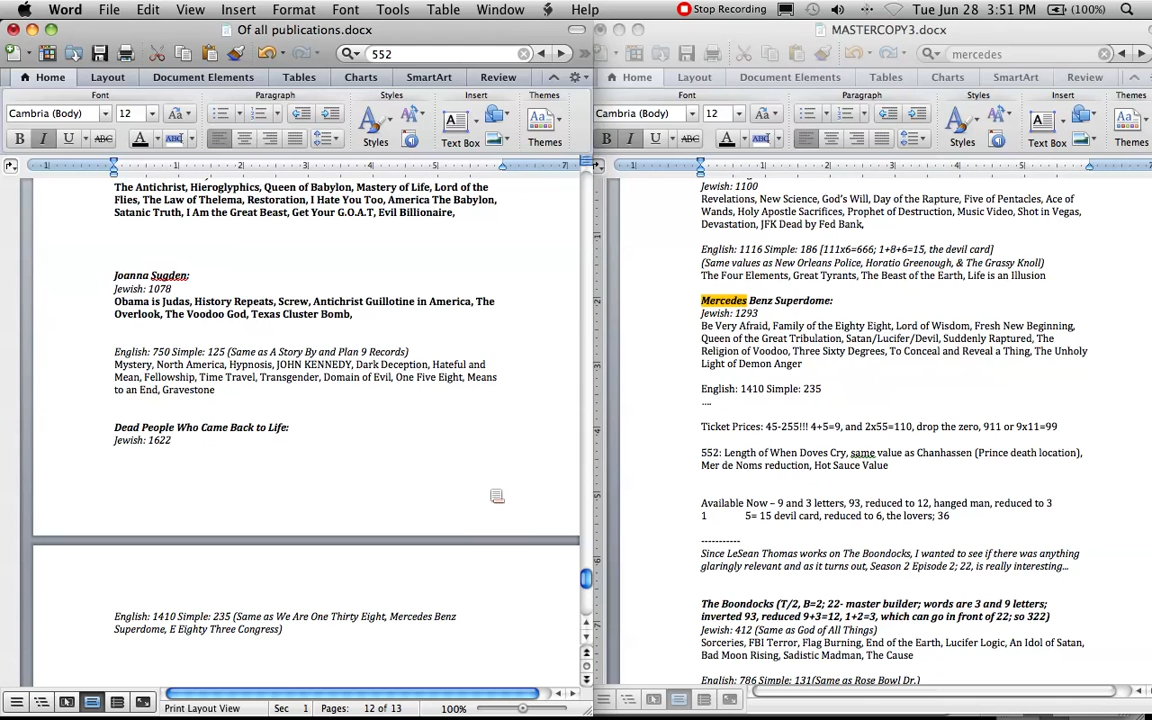 Word File Edit View Insert Format Font Tools Table Window Help Stop Recording (100%) Tue Jun 28 3:51 PM
Of all publications.docx
552
Home Layout Document Elements Tables Charts SmartArt Review
Font Paragraph Styles Insert Themes
Cambria (Body) 12 Aa
B I U ABC A ABC Styles Text Box Themes
1 1 2 3 4 5 7
The Antichrist, Hieroglyphics, Queen of Babylon, Mastery of Life, Lord of the
Flies, The Law of Thelema, Restoration, I Hate You Too, America The Babylon,
Satanic Truth, I Am the Great Beast, Get Your G.O.A.T, Evil Billionaire,
Joanna Sugden:
Jewish: 1078
Obama is Judas, History Repeats, Screw, Antichrist Guillotine in America, The
Overlook, The Voodoo God, Texas Cluster Bomb,
English: 750 Simple: 125 (Same as A Story By and Plan 9 Records)
Mystery, North America, Hypnosis, JOHN KENNEDY, Dark Deception, Hateful and
Mean, Fellowship, Time Travel, Transgender, Domain of Evil, One Five Eight, Means
to an End, Gravestone
Dead People Who Came Back to Life:
Jewish: 1622
English: 1410 Simple: 235 (Same as We Are One Thirty Eight, Mercedes Benz
Superdome, E Eighty Three Congress)
Print Layout View Sec 1 Pages: 12 of 13 100%
MASTERCOPY3.docx
mercedes
Home Layout Document Elements Tables Charts SmartArt Review
Font Paragraph Styles Insert Themes
Cambria (Body) 12 Aa
B I U ABC A ABC Styles Text Box Themes
1 1 2 3 4 5
Jewish: 1100
Revelations, New Science, God's Will, Day of the Rapture, Five of Pentacles, Ace of
Wands, Holy Apostle Sacrifices, Prophet of Destruction, Music Video, Shot in Vegas,
Devastation, JFK Dead by Fed Bank,
English: 1116 Simple: 186 [111x6=666; 1+8+6=15, the devil card]
(Same values as New Orleans Police, Horatio Greenough, & The Grassy Knoll)
The Four Elements, Great Tyrants, The Beast of the Earth, Life is an Illusion
Mercedes Benz Superdome:
Jewish: 1293
Be Very Afraid, Family of the Eighty Eight, Lord of Wisdom, Fresh New Beginning,
Queen of the Great Tribulation, Satan/Lucifer/Devil, Suddenly Raptured, The
Religion of Voodoo, Three Sixty Degrees, To Conceal and Reveal a Thing, The Unholy
Light of Demon Anger
English: 1410 Simple: 235
....
Ticket Prices: 45-255!!! 4+5=9, and 2x55=110, drop the zero, 911 or 9x11=99
552: Length of When Doves Cry, same value as Chanhassen (Prince death location),
Mer de Noms reduction, Hot Sauce Value
Available Now – 9 and 3 letters, 93, reduced to 12, hanged man, reduced to 3
1 5= 15 devil card, reduced to 6, the lovers; 36
-----------
Since LeSean Thomas works on The Boondocks, I wanted to see if there was anything
glaringly relevant and as it turns out, Season 2 Episode 2; 22, is really interesting...
The Boondocks (T/2, B=2; 22- master builder; words are 3 and 9 letters;
inverted 93, reduced 9+3=12, 1+2=3, which can go in front of 22; so 322)
Jewish: 412 (Same as God of All Things)
Sorceries, FBI Terror, Flag Burning, End of the Earth, Lucifer Logic, An Idol of Satan,
Bad Moon Rising, Sadistic Madman, The Cause
English: 786 Simple: 131(Same as Rose Bowl Dr.)
100%